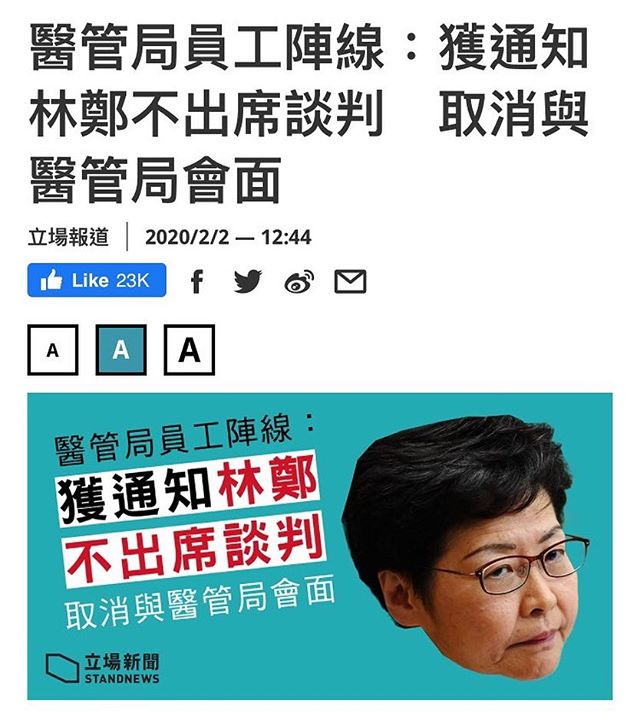 醫管局員工陣線：獲通知
林鄭不出席談判　取消與
醫管局會面
立場報道 2020/2/2 — 12:44
Like 23K
A A A
醫管局員工陣線：
獲通知林鄭
不出席談判
取消與醫管局會面
立場新聞
STANDNEWS